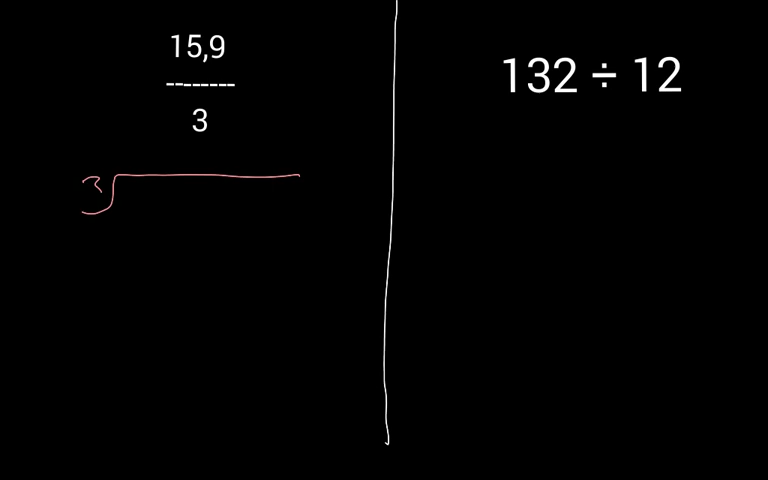 15,9
--------
3
3
132 ÷ 12